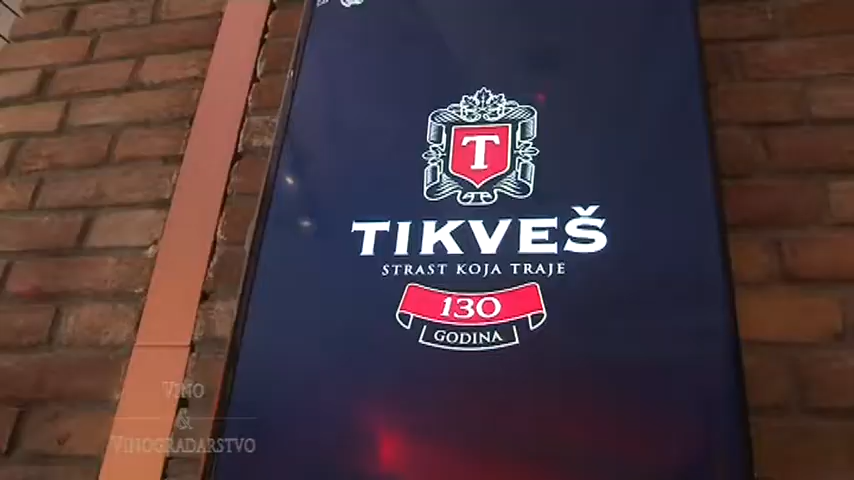 T
TIKVEŠ
STRAST KOJA TRAJE
130
GODINA
VINO
&
VINOGRADARSTVO